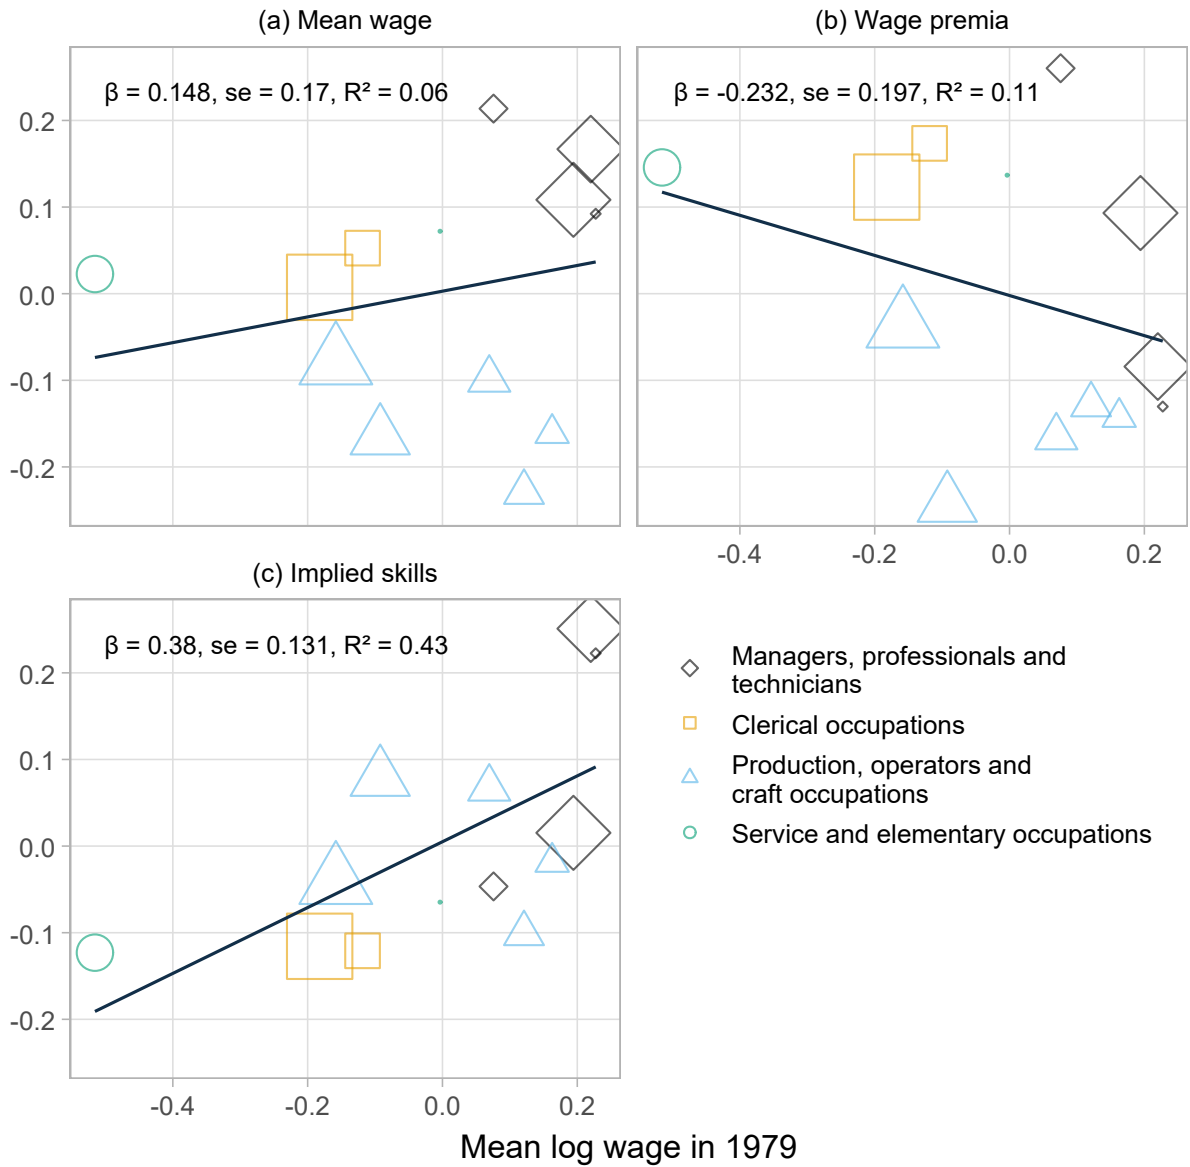 (a) Mean wage
(b) Wage premia
β = 0.148, se = 0.17, R² = 0.06
β = -0.232, se = 0.197, R² = 0.11
0.2
0.1
0.0
-0.1
-0.2
-0.4
-0.2
0.0
0.2
(c) Implied skills
β = 0.38, se = 0.131, R² = 0.43
0.2
0.1
0.0
-0.1
-0.2
-0.4
-0.2
0.0
0.2
Managers, professionals and
technicians
Clerical occupations
Production, operators and
craft occupations
Service and elementary occupations
Mean log wage in 1979